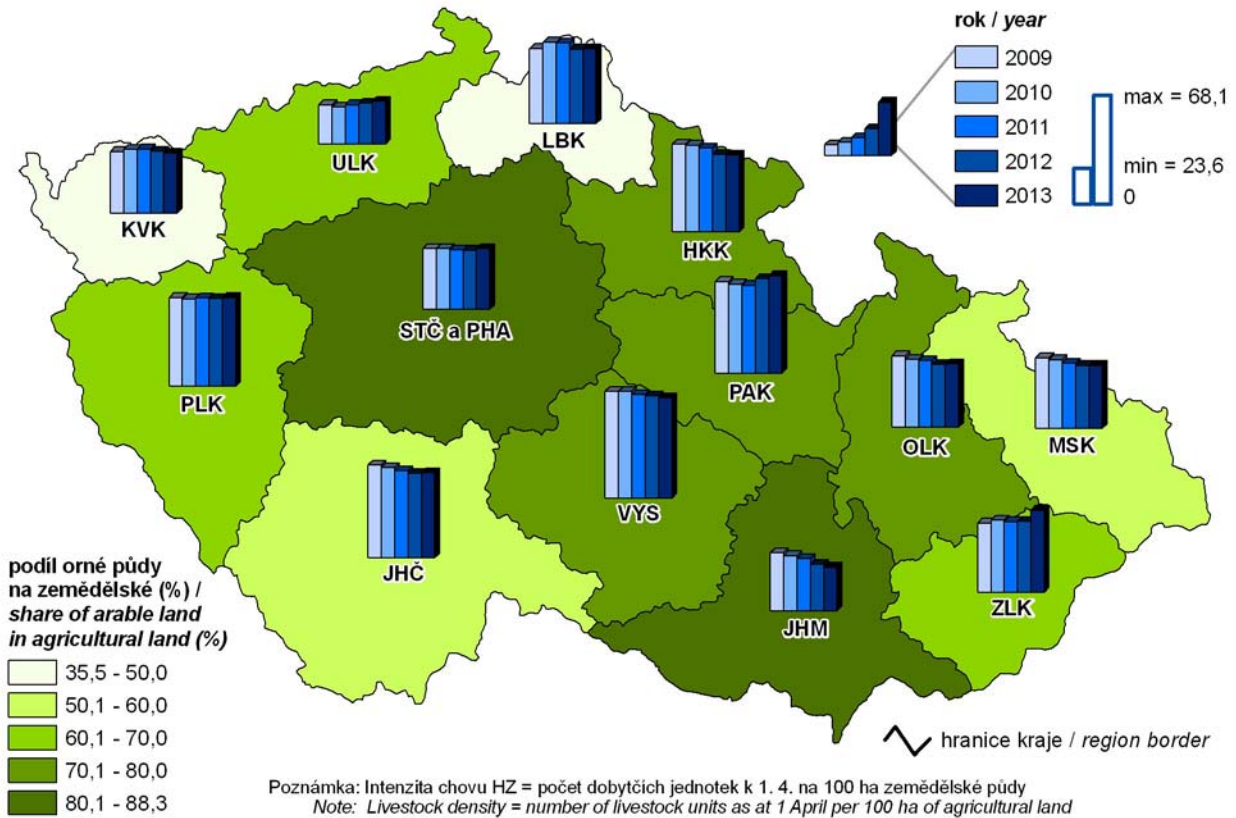 rok / year
2009
2010
2011
2012
2013
max = 68,1
min = 23,6
0
LBK
ULK
KVK
HKK
STČ a PHA
PAK
PLK
OLK
MSK
VYS
JHČ
ZLK
JHM
podíl orné půdy
na zemědělské (%) /
share of arable land
in agricultural land (%)
35,5 - 50,0
50,1 - 60,0
60,1 - 70,0
70,1 - 80,0
80,1 - 88,3
hranice kraje / region border
Poznámka: Intenzita chovu HZ = počet dobytčích jednotek k 1. 4. na 100 ha zemědělské půdy
Note: Livestock density = number of livestock units as at 1 April per 100 ha of agricultural land